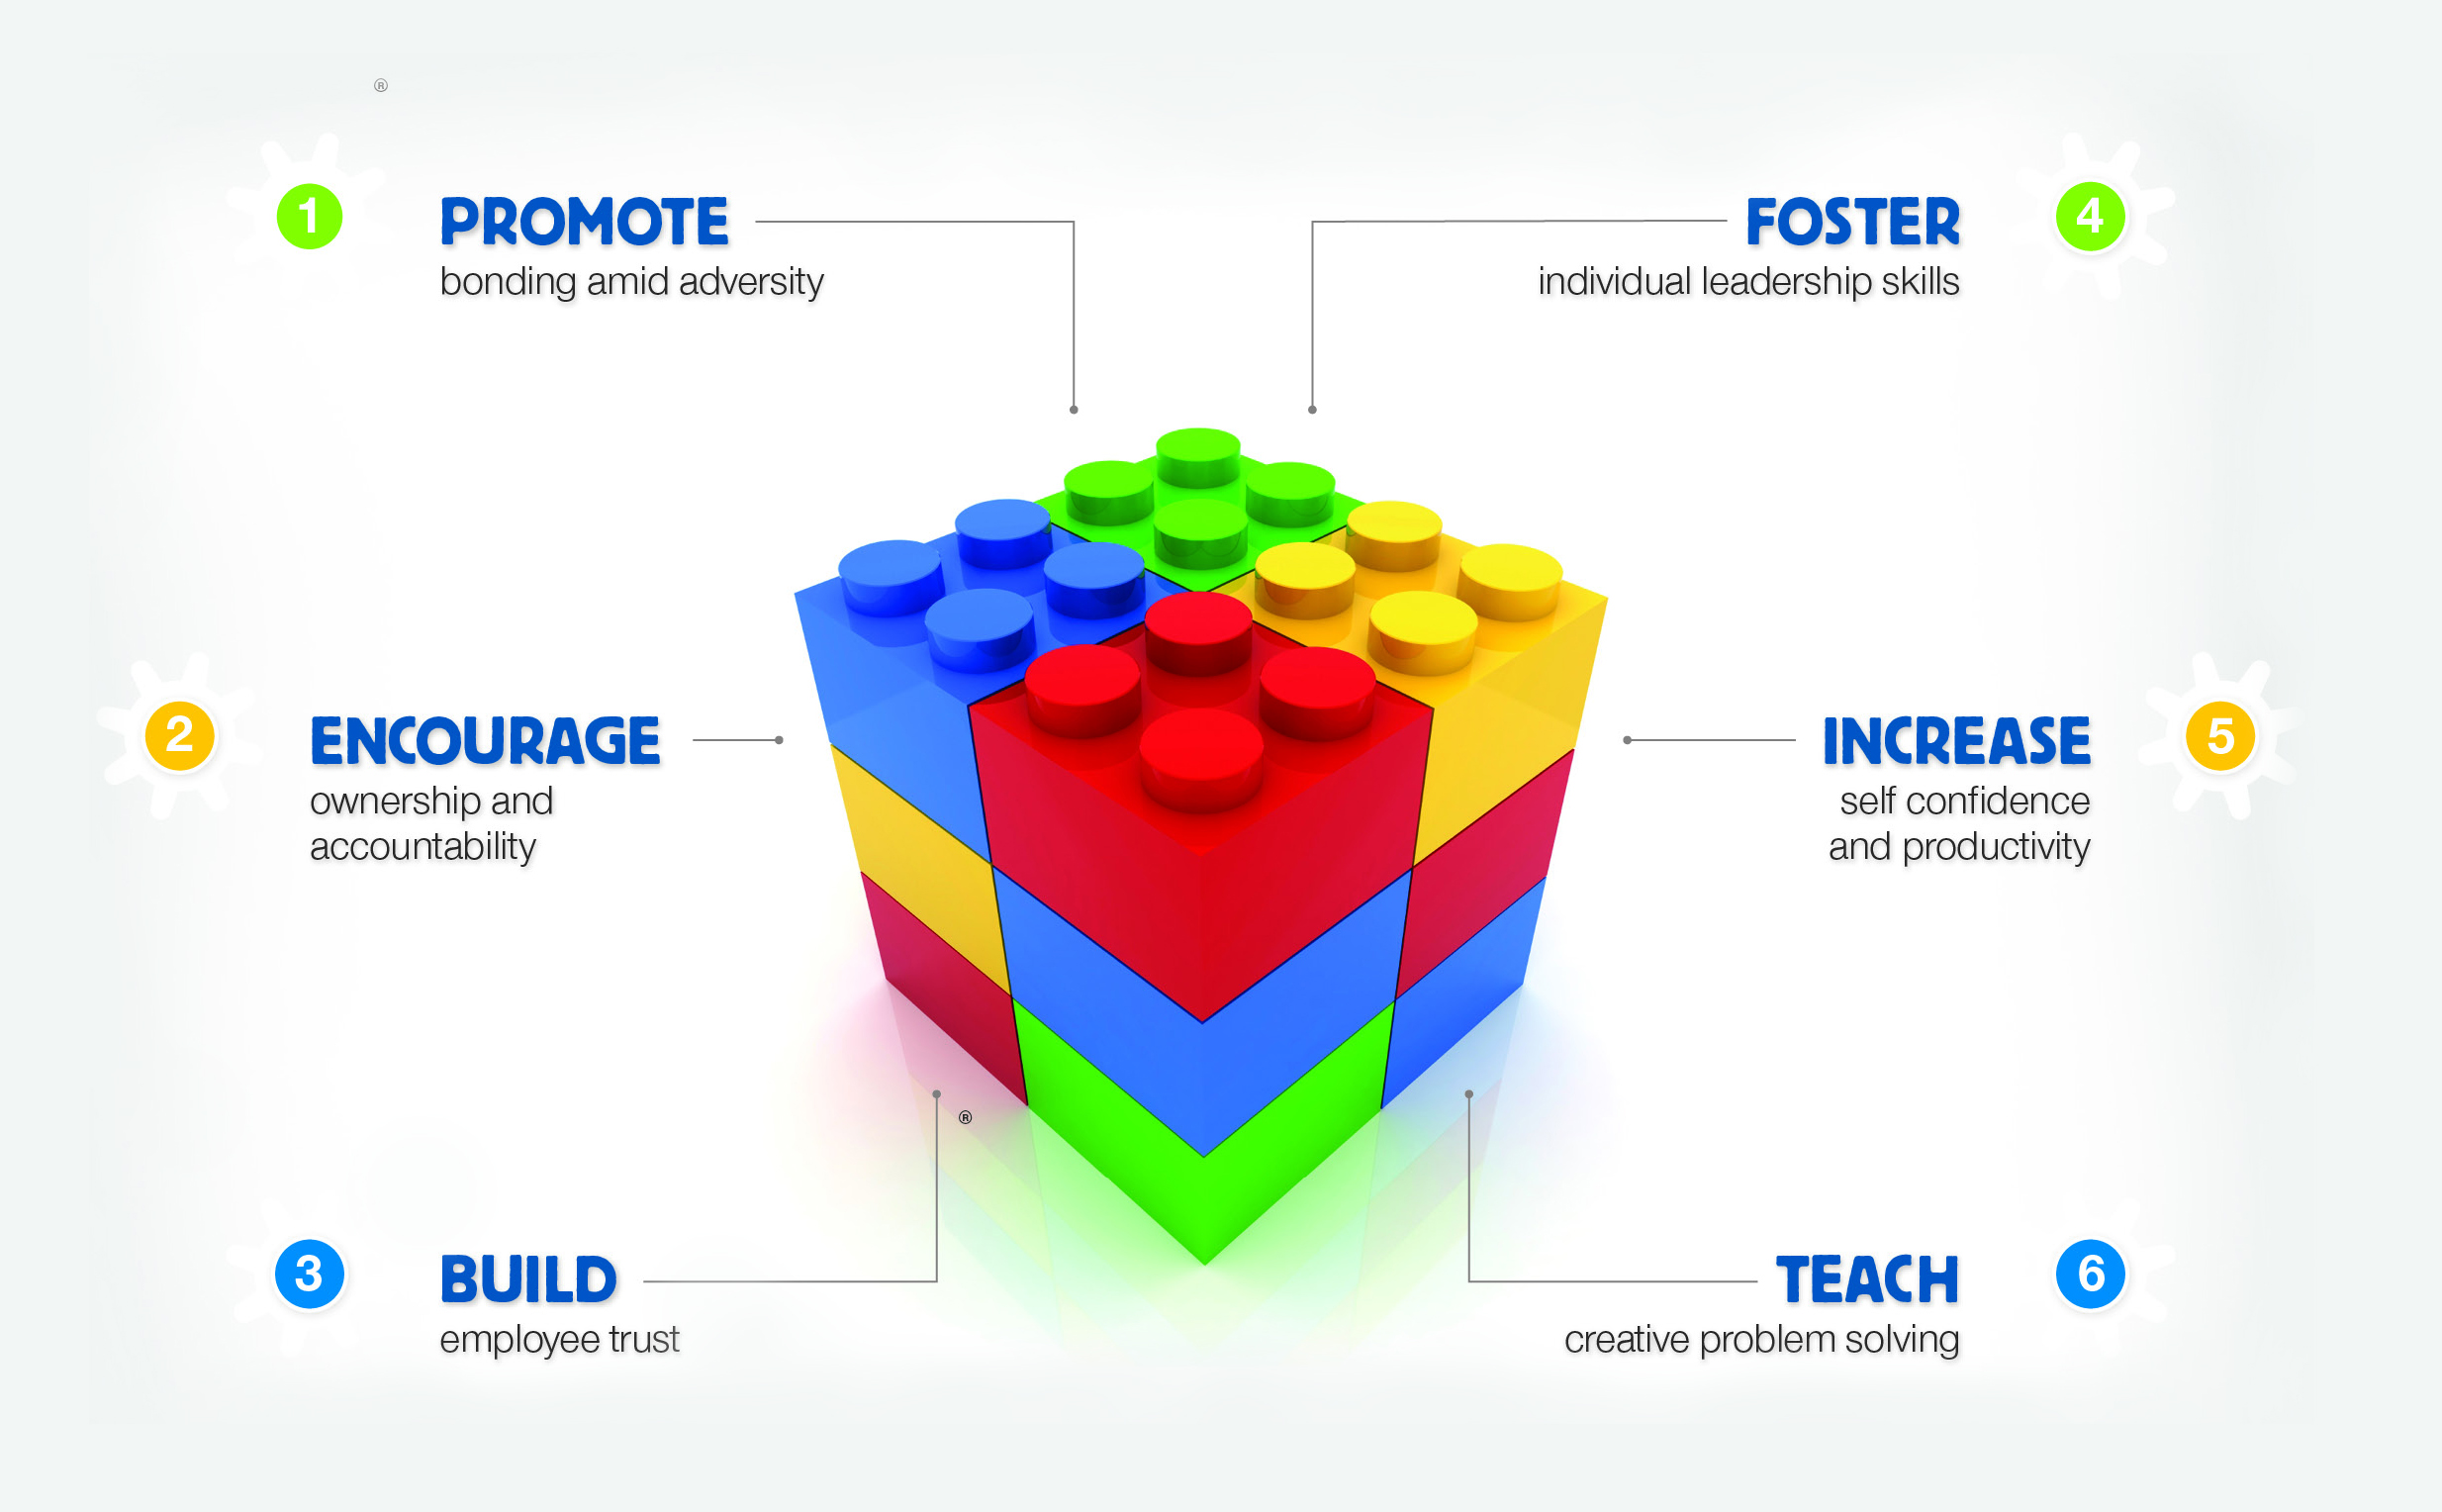 ®
1
PROMOTE
bonding amid adversity
4
FOSTER
individual leadership skills
2
ENCOURAGE
ownership and
accountability
5
INCREASE
self confidence
and productivity
®
3
BUILD
employee trust
6
TEACH
creative problem solving